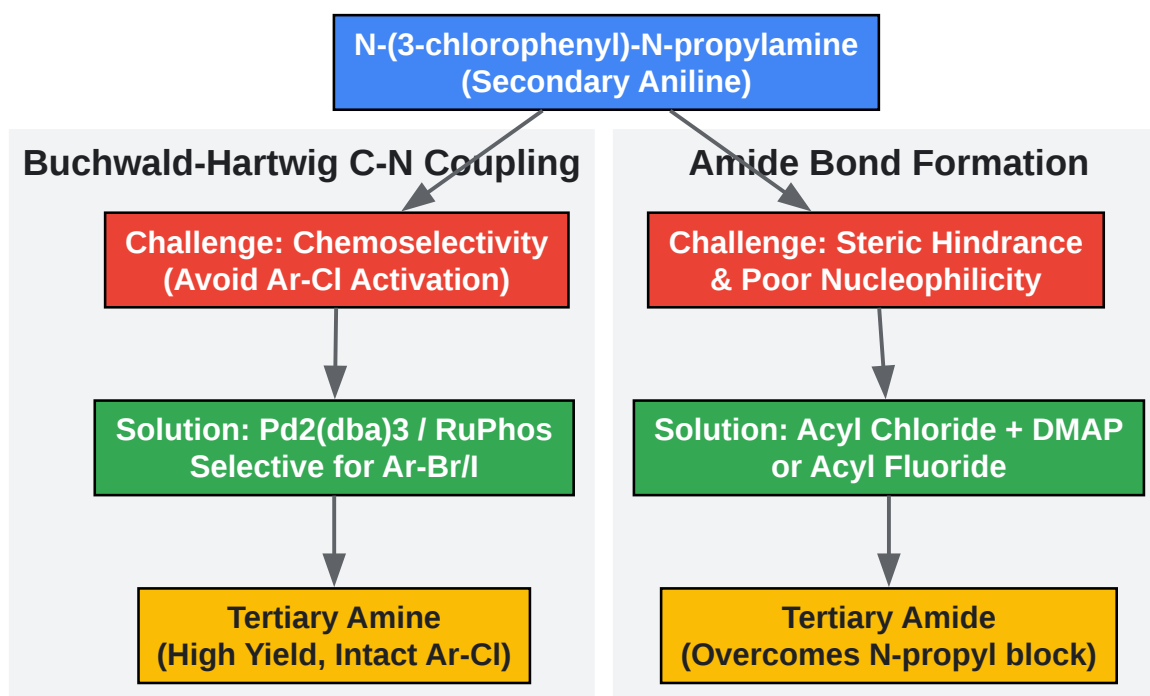 N-(3-chlorophenyl)-N-propylamine
(Secondary Aniline)
Buchwald-Hartwig C-N Coupling
Challenge: Chemoselectivity
(Avoid Ar-Cl Activation)
Solution: Pd2(dba)3 / RuPhos
Selective for Ar-Br/I
Tertiary Amine
(High Yield, Intact Ar-Cl)
Amide Bond Formation
Challenge: Steric Hindrance
& Poor Nucleophilicity
Solution: Acyl Chloride + DMAP
or Acyl Fluoride
Tertiary Amide
(Overcomes N-propyl block)